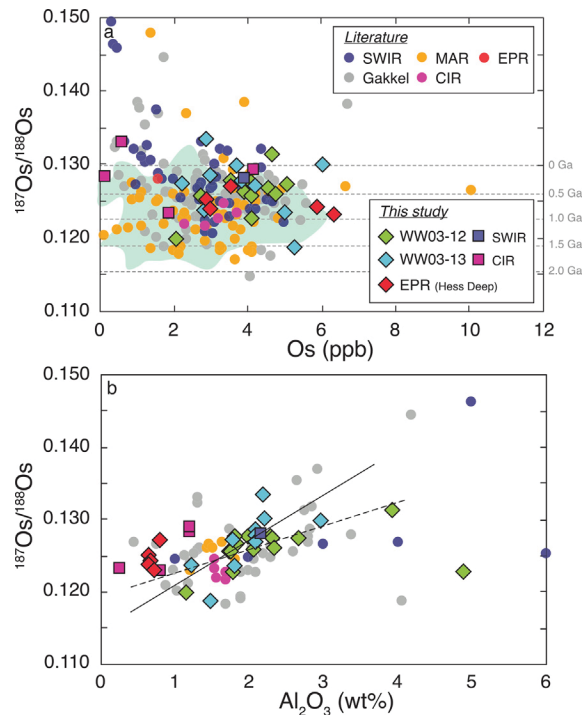 a
Literature
SWIR MAR EPR
Gakkel CIR
0.150
0.140
0.130
0.120
0.110
187Os/188Os
0 Ga
0.5 Ga
1.0 Ga
1.5 Ga
2.0 Ga
This study
WW03-12 SWIR
WW03-13 CIR
EPR (Hess Deep)
0 2 4 6 8 10 12
Os (ppb)
b
0.150
0.140
0.130
0.120
0.110
187Os/188Os
0 1 2 3 4 5 6
Al2O3 (wt%)